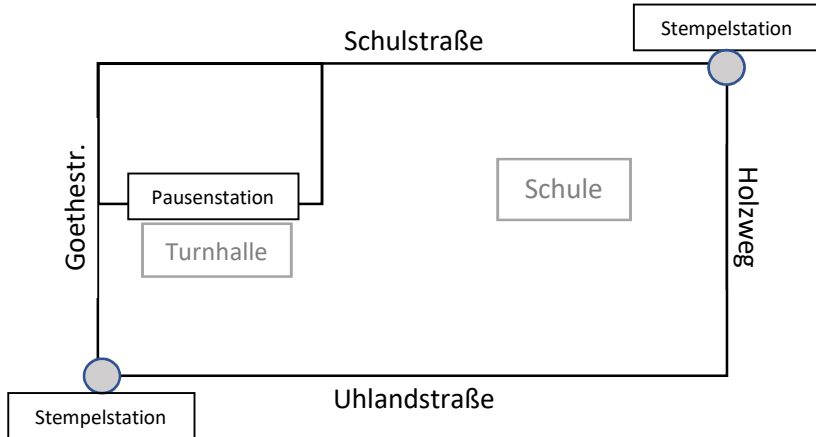 Stempelstation
Schulstraße
Goethestr.
Pausenstation
Schule
Holzweg
Turnhalle
Uhlandstraße
Stempelstation